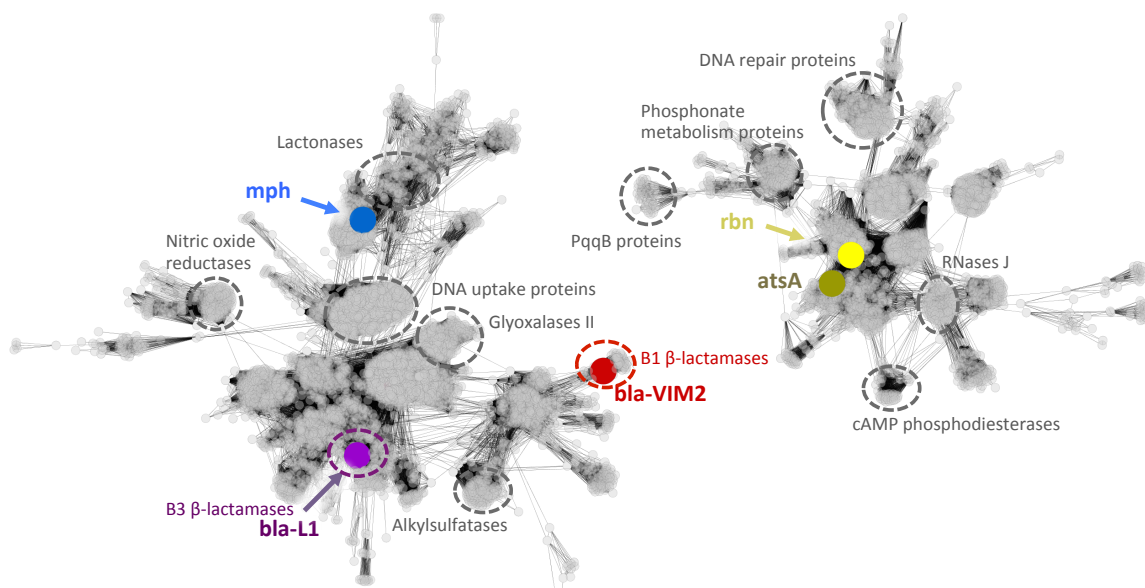 DNA repair proteins
Phosphonate
metabolism proteins
Lactonases
mph
PqqB proteins
rbn
Nitric oxide
reductases
DNA uptake proteins
RNases J
atsA
Glyoxalases II
B1 β-lactamases
bla-VIM2
cAMP phosphodiesterases
B3 β-lactamases
bla-L1
Alkylsulfatases